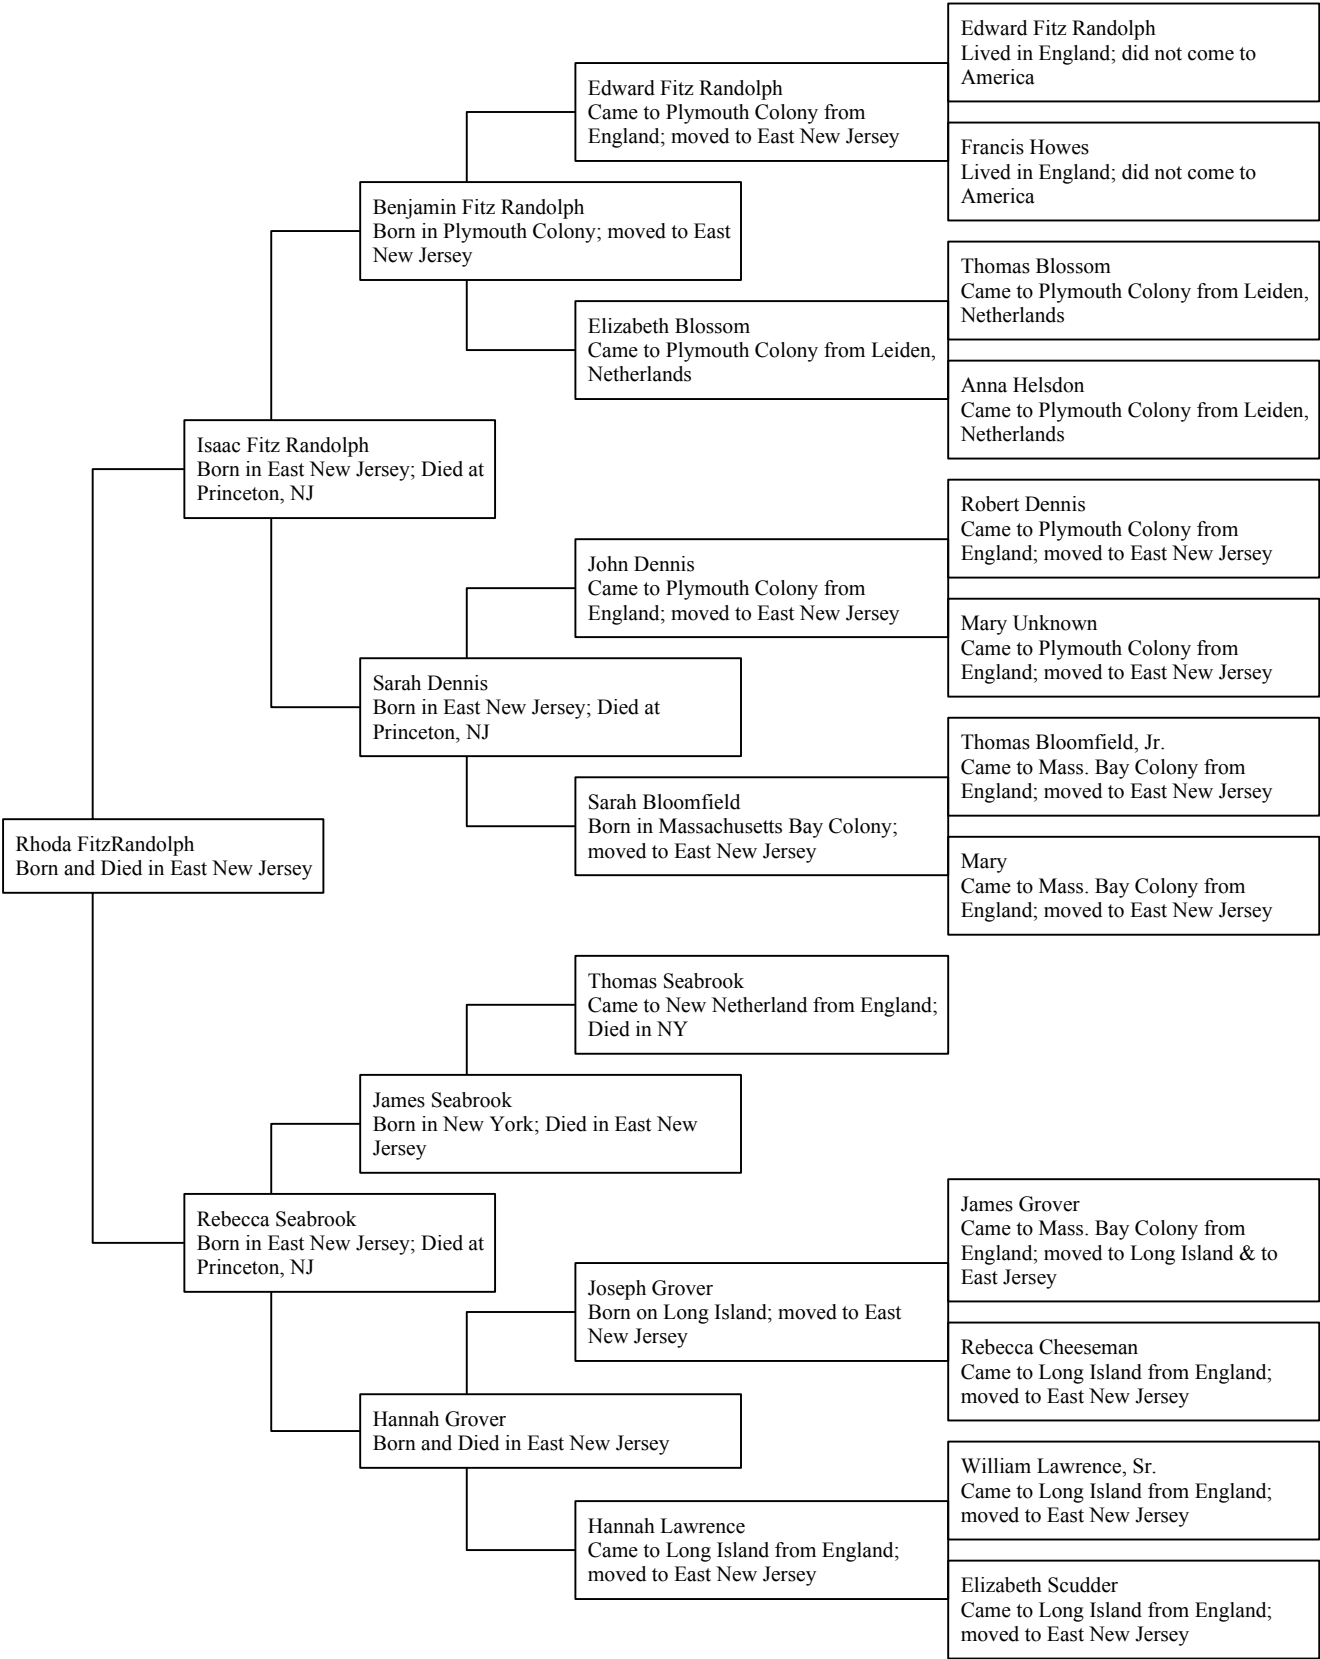 Edward Fitz Randolph
Lived in England; did not come to
America
Edward Fitz Randolph
Came to Plymouth Colony from
England; moved to East New Jersey
Francis Howes
Lived in England; did not come to
America
Benjamin Fitz Randolph
Born in Plymouth Colony; moved to East
New Jersey
Thomas Blossom
Came to Plymouth Colony from Leiden,
Netherlands
Elizabeth Blossom
Came to Plymouth Colony from Leiden,
Netherlands
Anna Helsdon
Came to Plymouth Colony from Leiden,
Netherlands
Isaac Fitz Randolph
Born in East New Jersey; Died at
Princeton, NJ
Robert Dennis
Came to Plymouth Colony from
England; moved to East New Jersey
John Dennis
Came to Plymouth Colony from
England; moved to East New Jersey
Mary Unknown
Came to Plymouth Colony from
England; moved to East New Jersey
Sarah Dennis
Born in East New Jersey; Died at
Princeton, NJ
Thomas Bloomfield, Jr.
Came to Mass. Bay Colony from
England; moved to East New Jersey
Sarah Bloomfield
Born in Massachusetts Bay Colony;
moved to East New Jersey
Mary
Came to Mass. Bay Colony from
England; moved to East New Jersey
Rhoda FitzRandolph
Born and Died in East New Jersey
Thomas Seabrook
Came to New Netherland from England;
Died in NY
James Seabrook
Born in New York; Died in East New
Jersey
Rebecca Seabrook
Born in East New Jersey; Died at
Princeton, NJ
James Grover
Came to Mass. Bay Colony from
England; moved to Long Island & to
East Jersey
Joseph Grover
Born on Long Island; moved to East
New Jersey
Rebecca Cheeseman
Came to Long Island from England;
moved to East New Jersey
Hannah Grover
Born and Died in East New Jersey
William Lawrence, Sr.
Came to Long Island from England;
moved to East New Jersey
Hannah Lawrence
Came to Long Island from England;
moved to East New Jersey
Elizabeth Scudder
Came to Long Island from England;
moved to East New Jersey